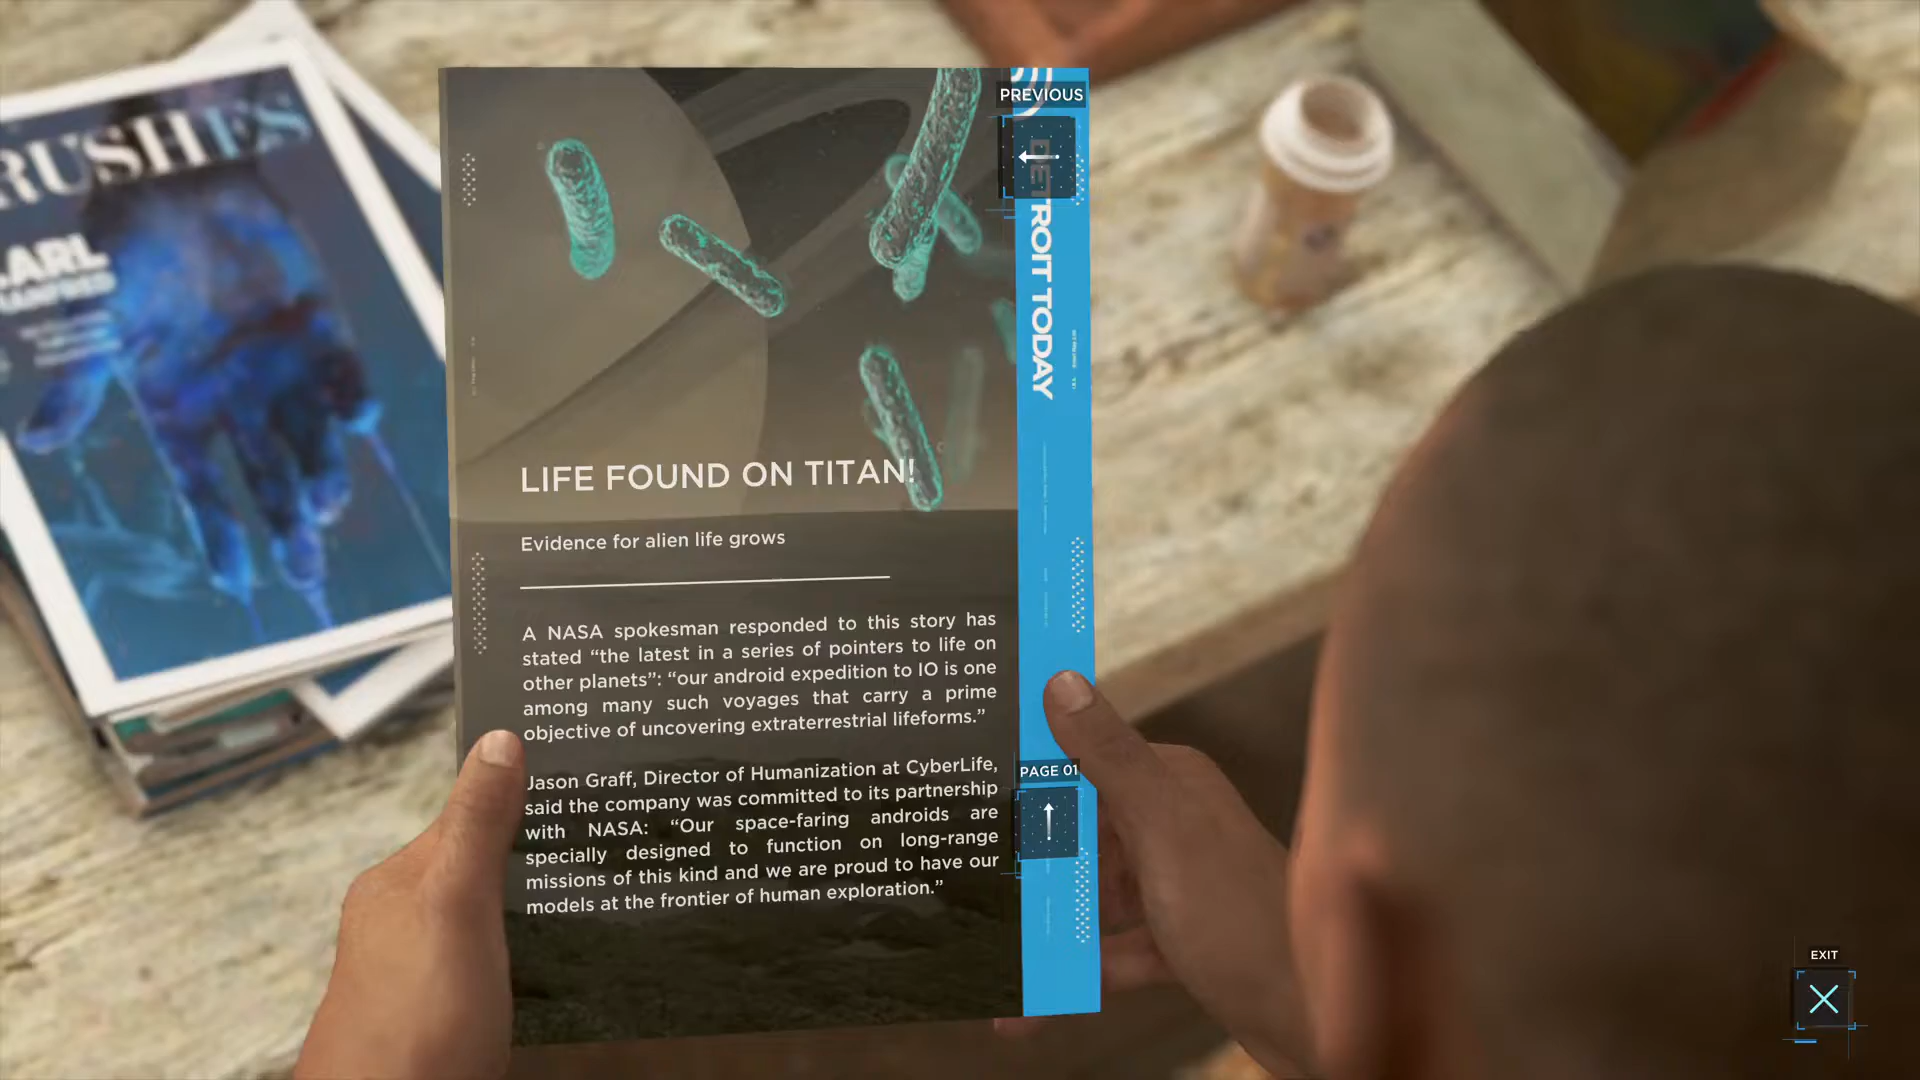 RUSHES
ARL
MANFRED
PREVIOUS
DETROIT TODAY
LIFE FOUND ON TITAN!
Evidence for alien life grows
A NASA spokesman responded to this story has
stated “the latest in a series of pointers to life on
other planets”: “our android expedition to IO is one
among many such voyages that carry a prime
objective of uncovering extraterrestrial lifeforms.”
Jason Graff, Director of Humanization at CyberLife,
said the company was committed to its partnership
with NASA: “Our space-faring androids are
specially designed to function on long-range
missions of this kind and we are proud to have our
models at the frontier of human exploration.”
PAGE 01
EXIT